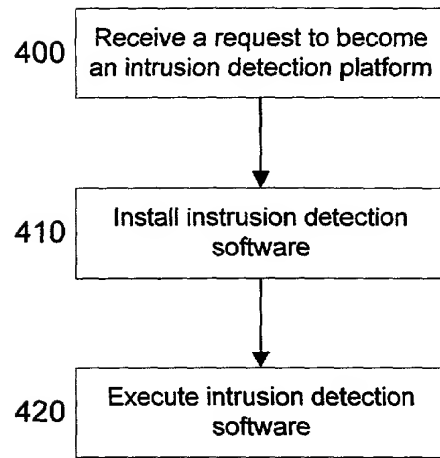 400
Receive a request to become
an intrusion detection platform
410
Install instrusion detection
software
420
Execute intrusion detection
software